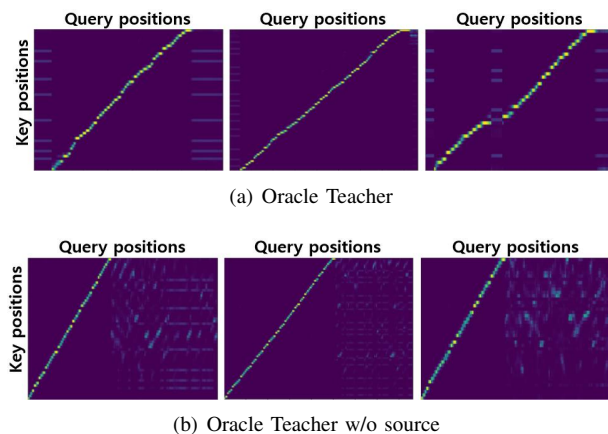 Query positions Query positions Query positions
Key positions
(a) Oracle Teacher
Query positions Query positions Query positions
Key positions
(b) Oracle Teacher w/o source